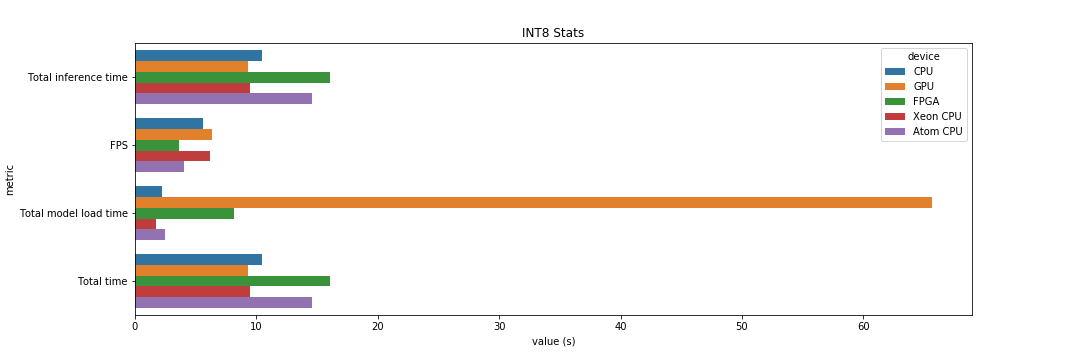 INT8 Stats
device
CPU
GPU
FPGA
Xeon CPU
Atom CPU
metric
Total inference time
FPS
Total model load time
Total time
0 10 20 30 40 50 60
value (s)